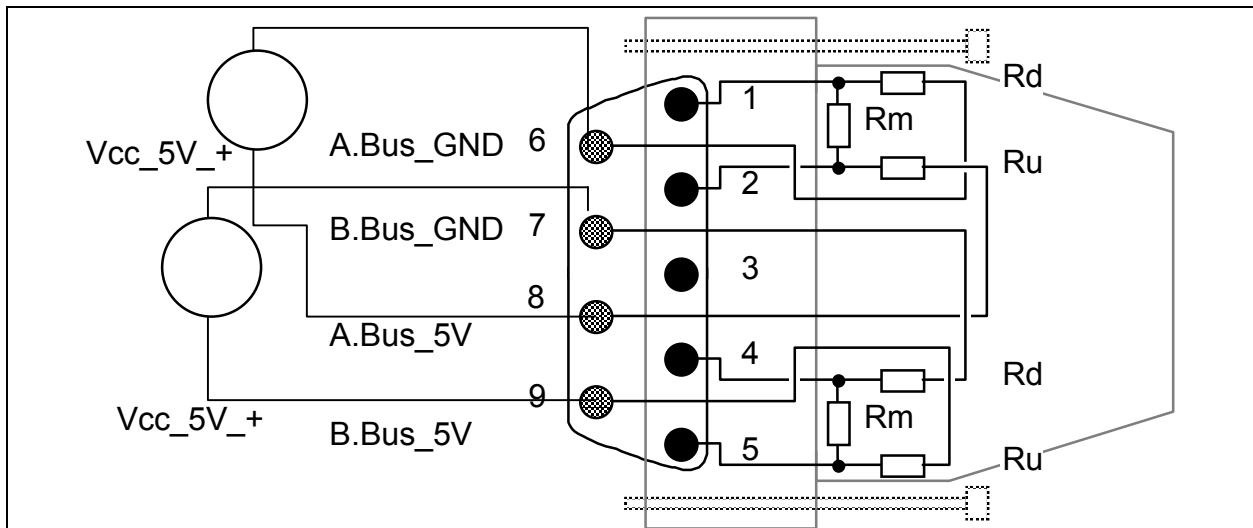 Vcc_5V_+
Vcc_5V_+
A.Bus_GND 6
B.Bus_GND 7
8
A.Bus_5V
9
B.Bus_5V
1
2
3
4
5
Rd
Rm
Ru
Rd
Rm
Ru